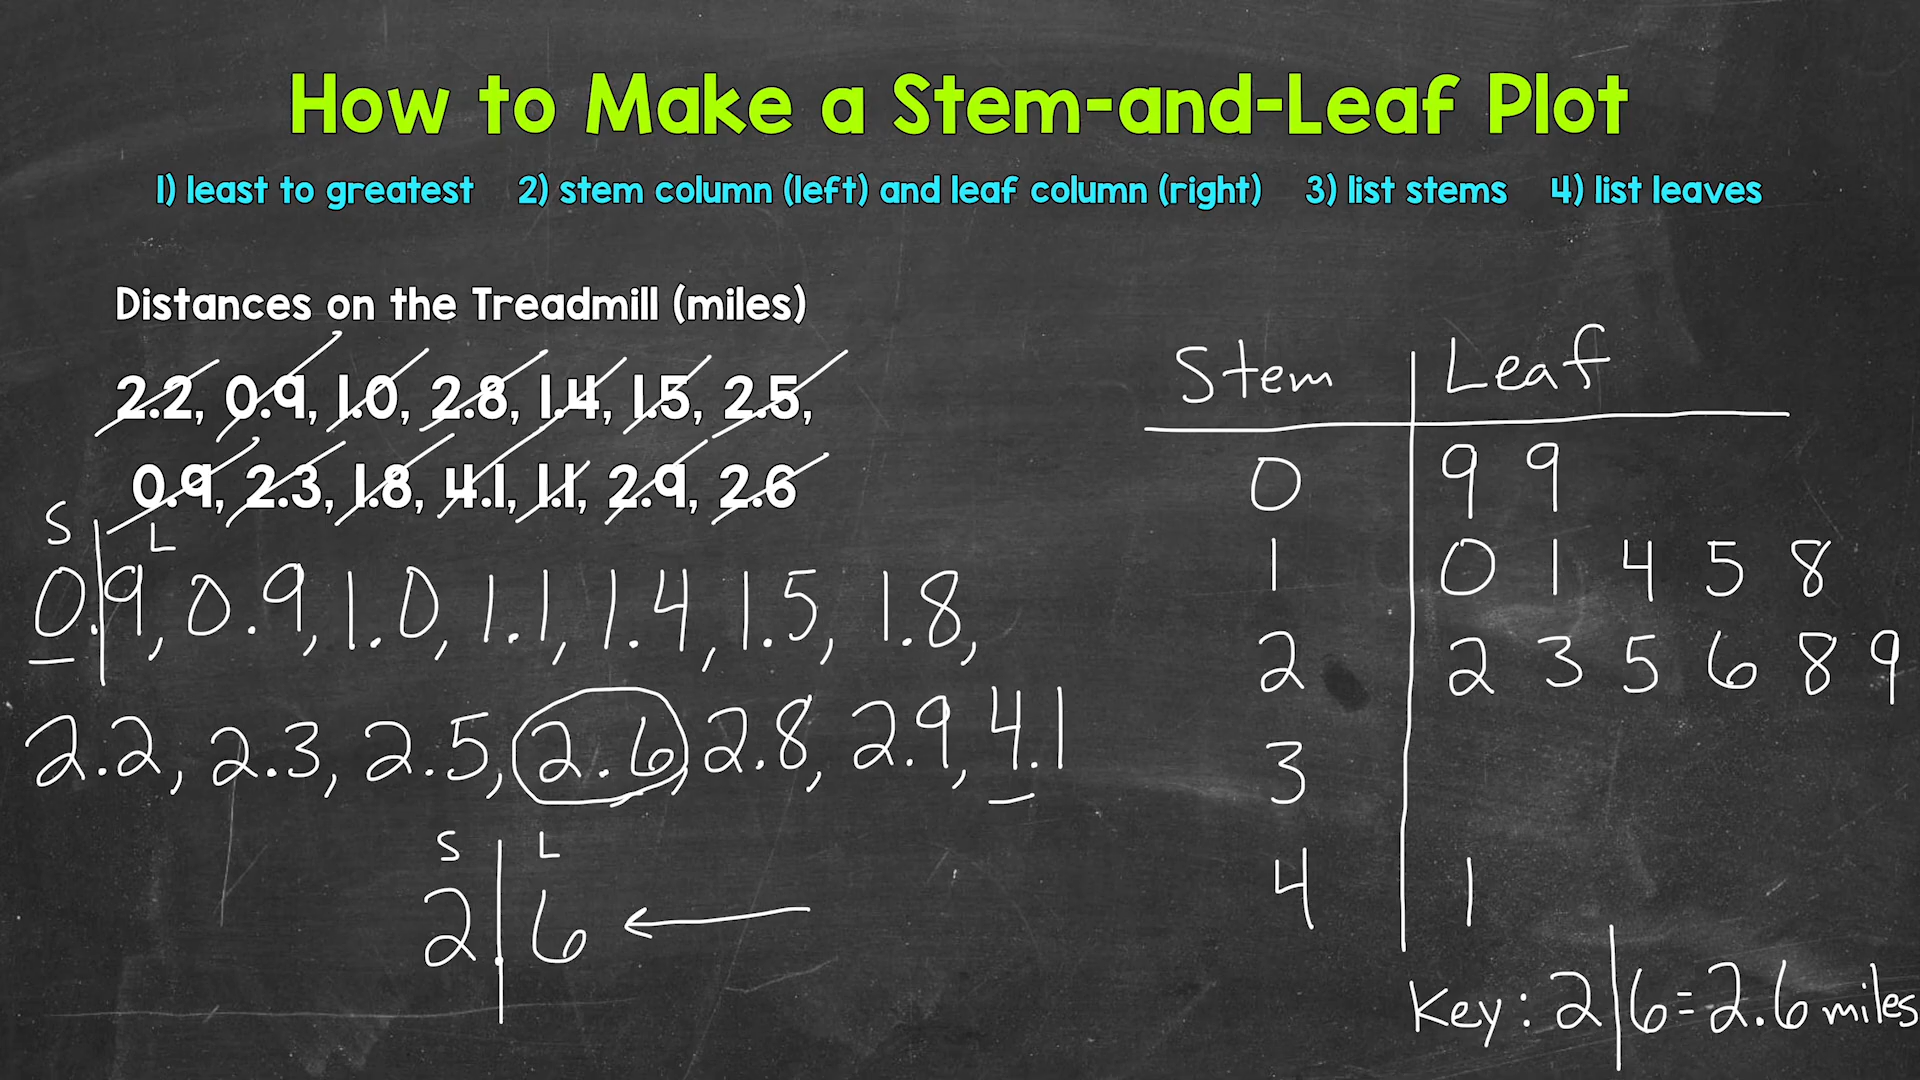 How to Make a Stem-and-Leaf Plot
1) least to greatest 2) stem column (left) and leaf column (right) 3) list stems 4) list leaves
Distances on the Treadmill (miles)
2.2, 0.9, 1.0, 2.8, 1.4, 1.5, 2.5,
0.9, 2.3, 1.8, 4.1, 1.1, 2.9, 2.6
S | L
0.9, 0.9, 1.0, 1.1, 1.4, 1.5, 1.8,
2.2, 2.3, 2.5, 2.6, 2.8, 2.9, 4.1
S | L
2.|6
Stem | Leaf
0 | 9 9
1 | 0 1 4 5 8
2 | 2 3 5 6 8 9
3 |
4 | 1
Key: 2|6 = 2.6 miles